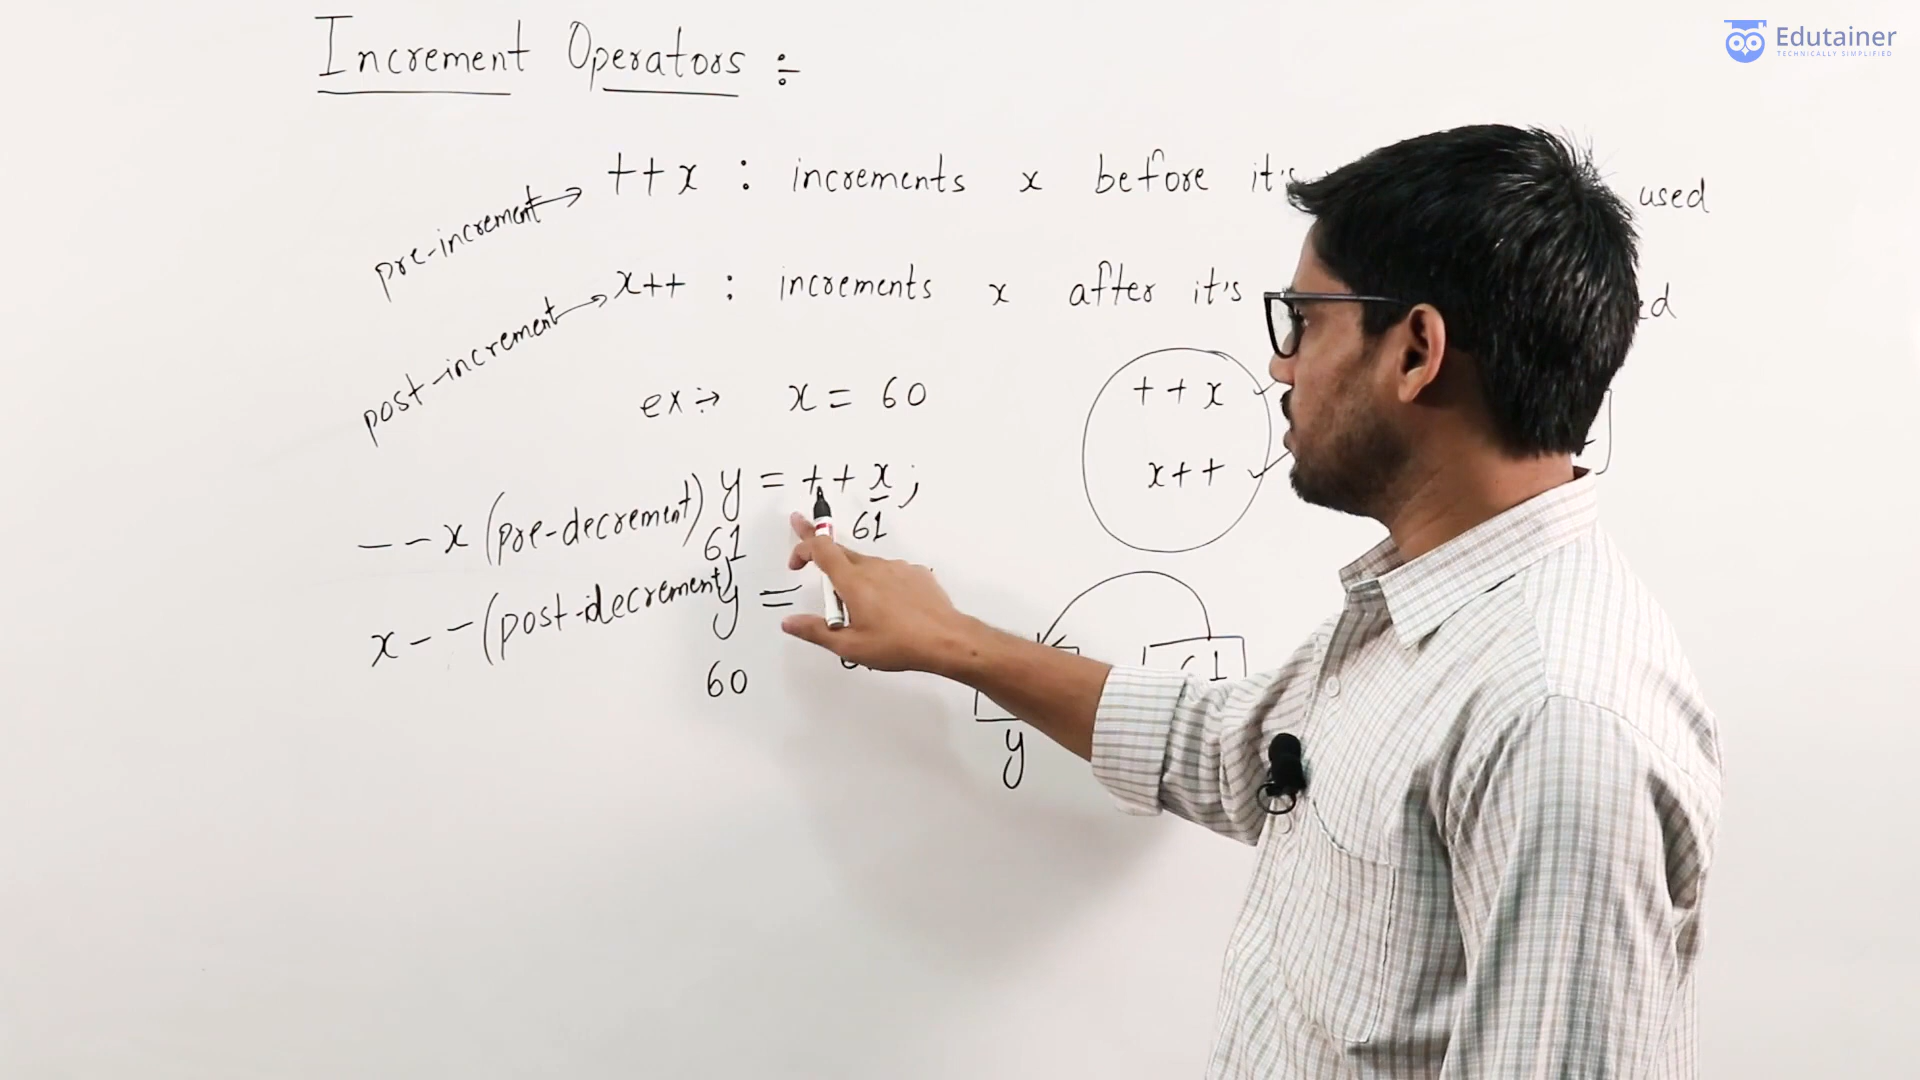 Increment Operators :-
Edutainer
TECHNICALLY SIMPLIFIED
pre-increment → ++x : increments x before it's used
post-increment → x++ : increments x after it's
ex :→ x = 60
++x
x++
y = ++x;
61 61
--x (pre-decrement)
y =
x-- (post-decrement)
60
61
y